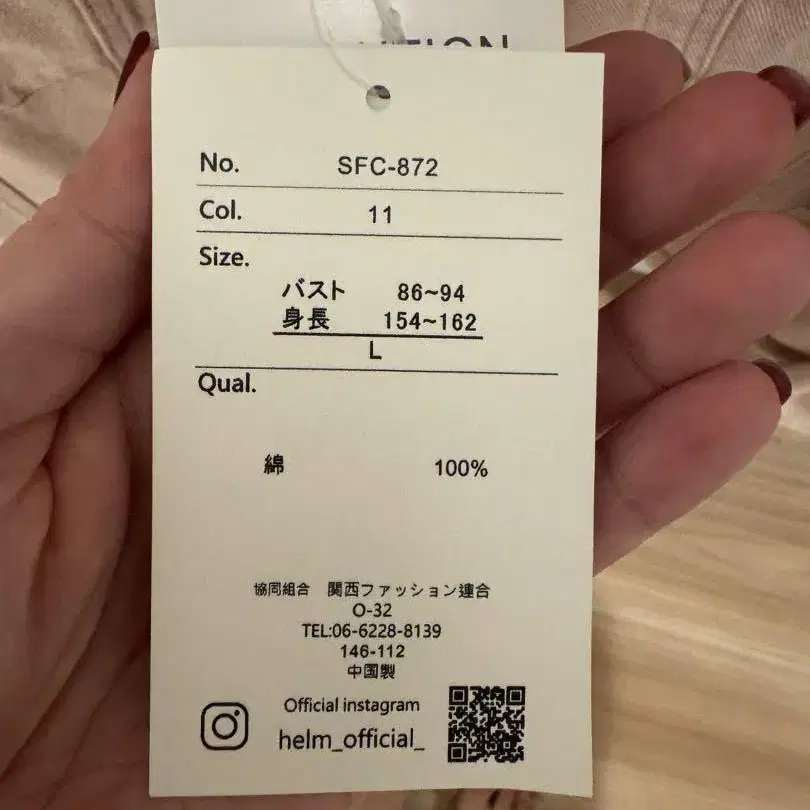 No. SFC-872
Col. 11
Size.
バスト 86~94
身長 154~162
L
Qual.
綿 100%
協同組合 関西ファッション連合
O-32
TEL:06-6228-8139
146-112
中国製
Official instagram
helm_official_